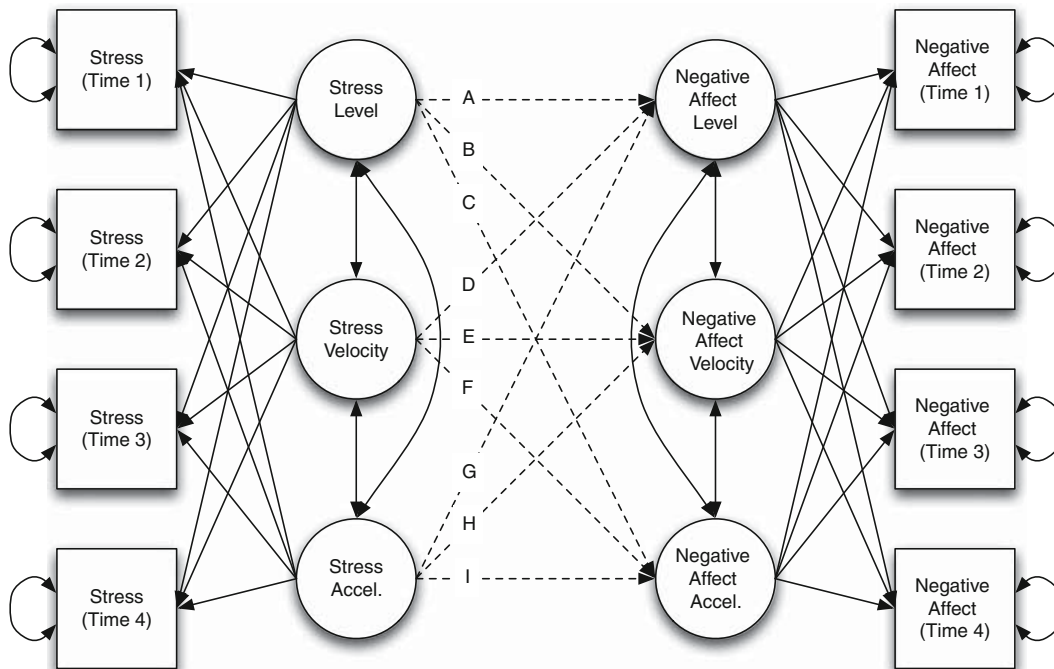 Stress
(Time 1)
Stress
(Time 2)
Stress
(Time 3)
Stress
(Time 4)
Stress
Level
Stress
Velocity
Stress
Accel.
A
B
C
D
E
F
G
H
I
Negative
Affect
Level
Negative
Affect
Velocity
Negative
Affect
Accel.
Negative
Affect
(Time 1)
Negative
Affect
(Time 2)
Negative
Affect
(Time 3)
Negative
Affect
(Time 4)